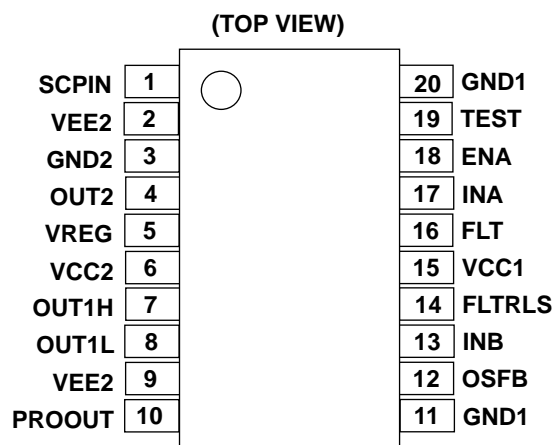 (TOP VIEW)
SCPIN 1 20 GND1
VEE2 2 19 TEST
GND2 3 18 ENA
OUT2 4 17 INA
VREG 5 16 FLT
VCC2 6 15 VCC1
OUT1H 7 14 FLTRLS
OUT1L 8 13 INB
VEE2 9 12 OSFB
PROOUT 10 11 GND1